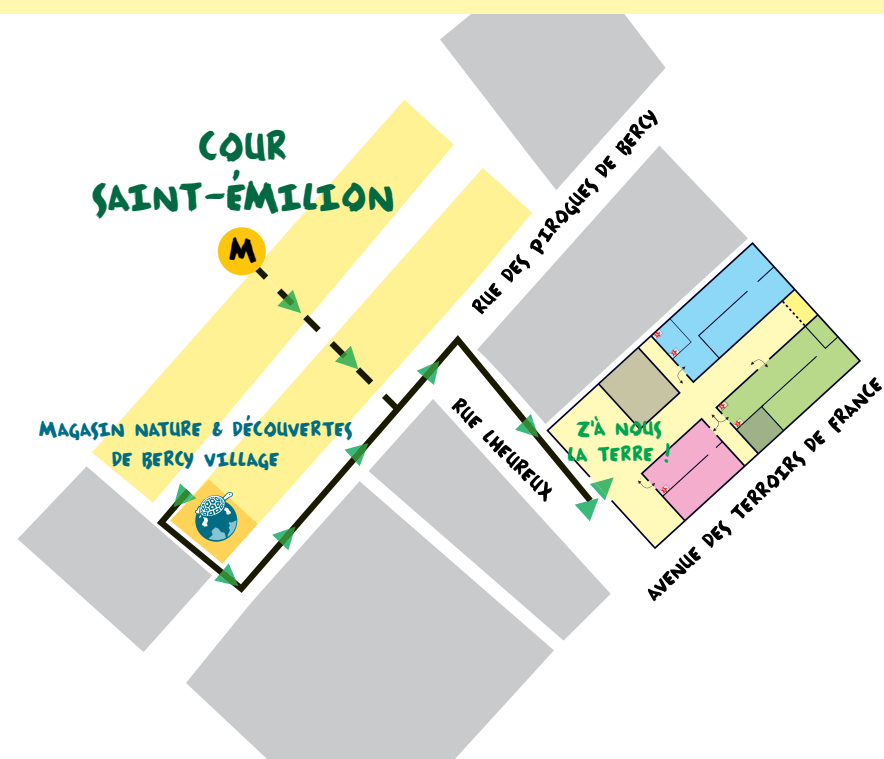 COUR
SAINT-ÉMILION
M
RUE DES PIROGUES DE BERCY
MAGASIN NATURE & DÉCOUVERTES
DE BERCY VILLAGE
RUE LHEUREUX
Z'À NOUS
LA TERRE !
AVENUE DES TERROIRS DE FRANCE